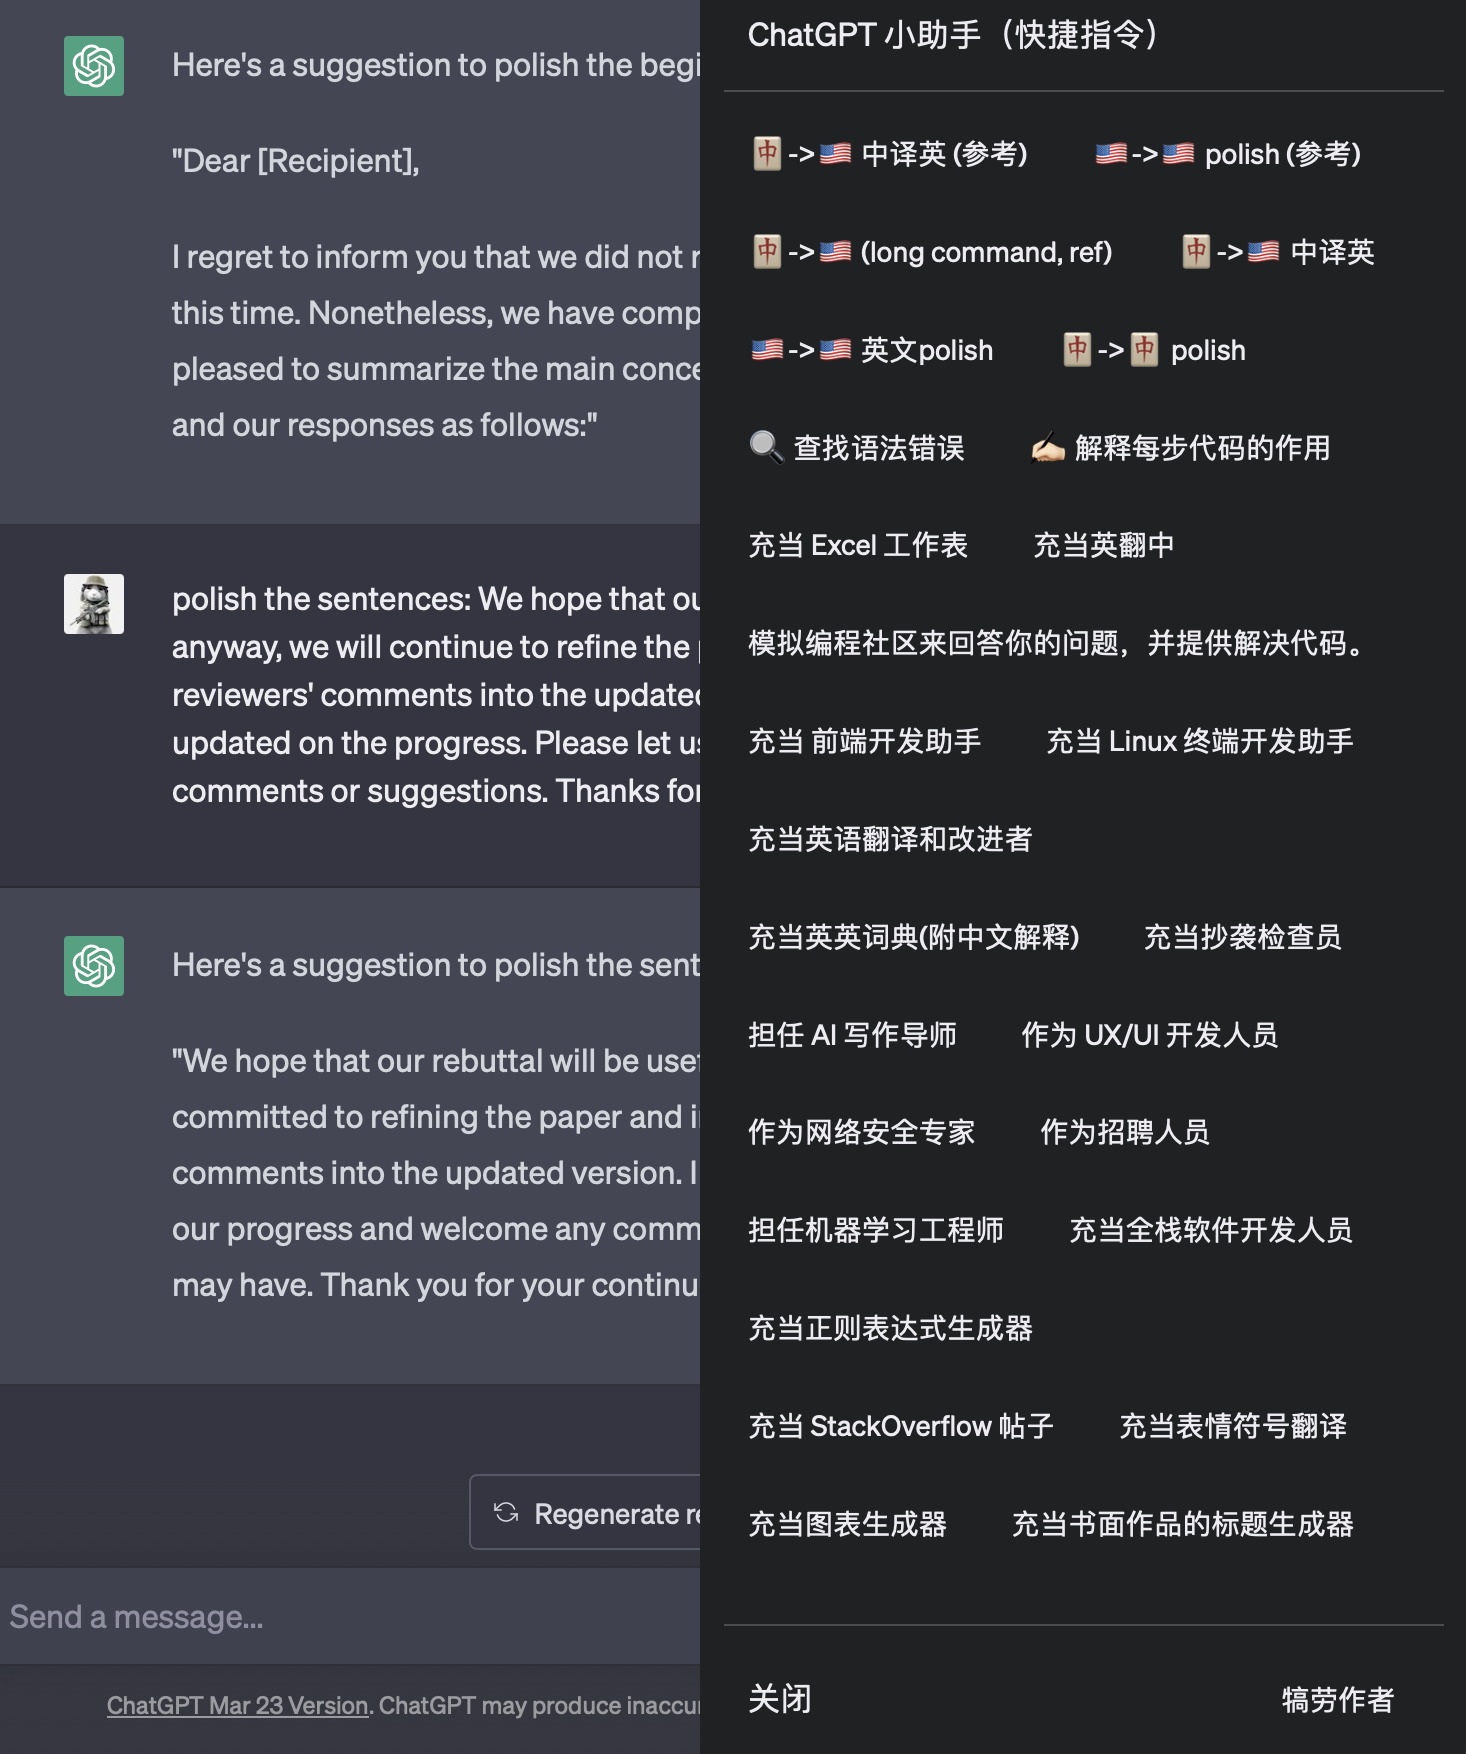 Here's a suggestion to polish the begi
"Dear [Recipient],
I regret to inform you that we did not
this time. Nonetheless, we have comp
pleased to summarize the main conce
and our responses as follows:"
polish the sentences: We hope that ou
anyway, we will continue to refine the
reviewers' comments into the updated
updated on the progress. Please let us
comments or suggestions. Thanks for
Here's a suggestion to polish the sent
"We hope that our rebuttal will be usef
committed to refining the paper and i
comments into the updated version. I
our progress and welcome any comm
may have. Thank you for your continu
Regenerate re
Send a message...
ChatGPT Mar 23 Version. ChatGPT may produce inaccur
ChatGPT 小助手（快捷指令）
🀄->🇺🇸 中译英 (参考) 🇺🇸->🇺🇸 polish (参考)
🀄->🇺🇸 (long command, ref) 🀄->🇺🇸 中译英
🇺🇸->🇺🇸 英文polish 🀄->🀄 polish
🔍 查找语法错误 ✍🏻 解释每步代码的作用
充当 Excel 工作表 充当英翻中
模拟编程社区来回答你的问题，并提供解决代码。
充当 前端开发助手 充当 Linux 终端开发助手
充当英语翻译和改进者
充当英英词典(附中文解释) 充当抄袭检查员
担任 AI 写作导师 作为 UX/UI 开发人员
作为网络安全专家 作为招聘人员
担任机器学习工程师 充当全栈软件开发人员
充当正则表达式生成器
充当 StackOverflow 帖子 充当表情符号翻译
充当图表生成器 充当书面作品的标题生成器
关闭 犒劳作者